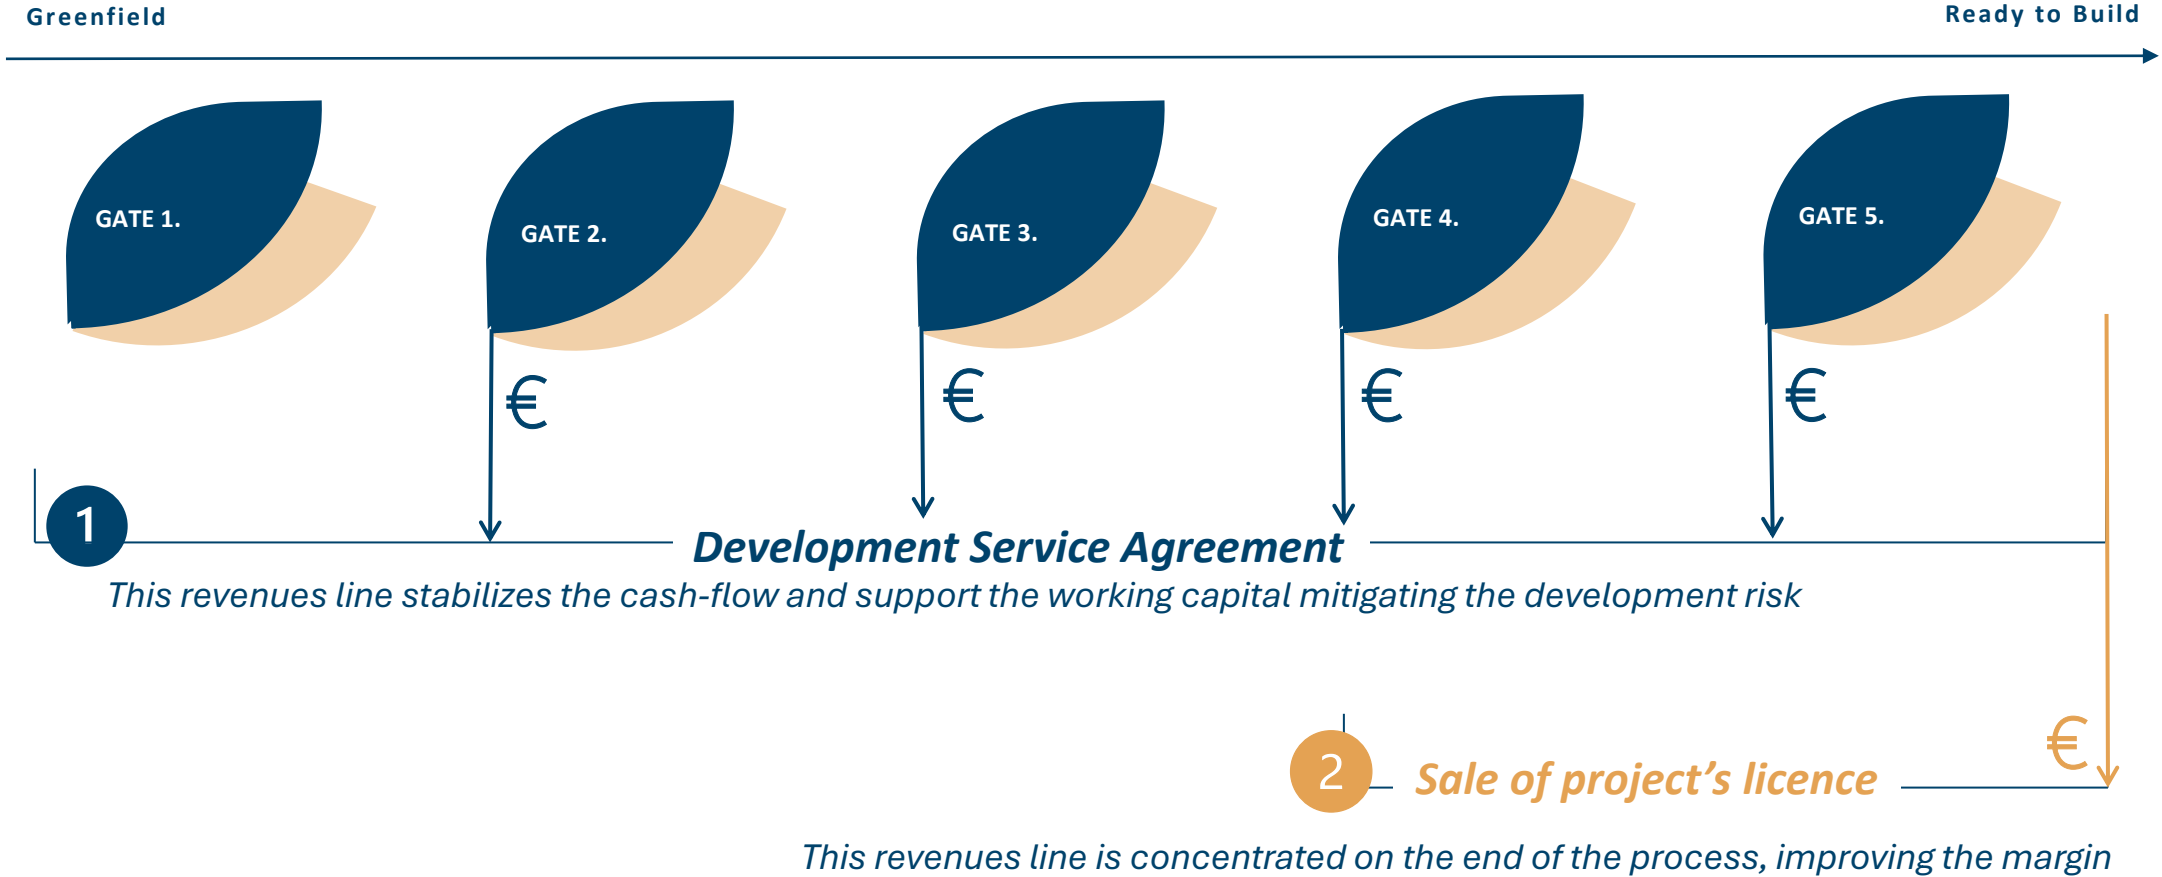 Greenfield
Ready to Build
GATE 1.
GATE 2.
GATE 3.
GATE 4.
GATE 5.
€
€
€
€
1
Development Service Agreement
This revenues line stabilizes the cash-flow and support the working capital mitigating the development risk
€
2
Sale of project’s licence
This revenues line is concentrated on the end of the process, improving the margin